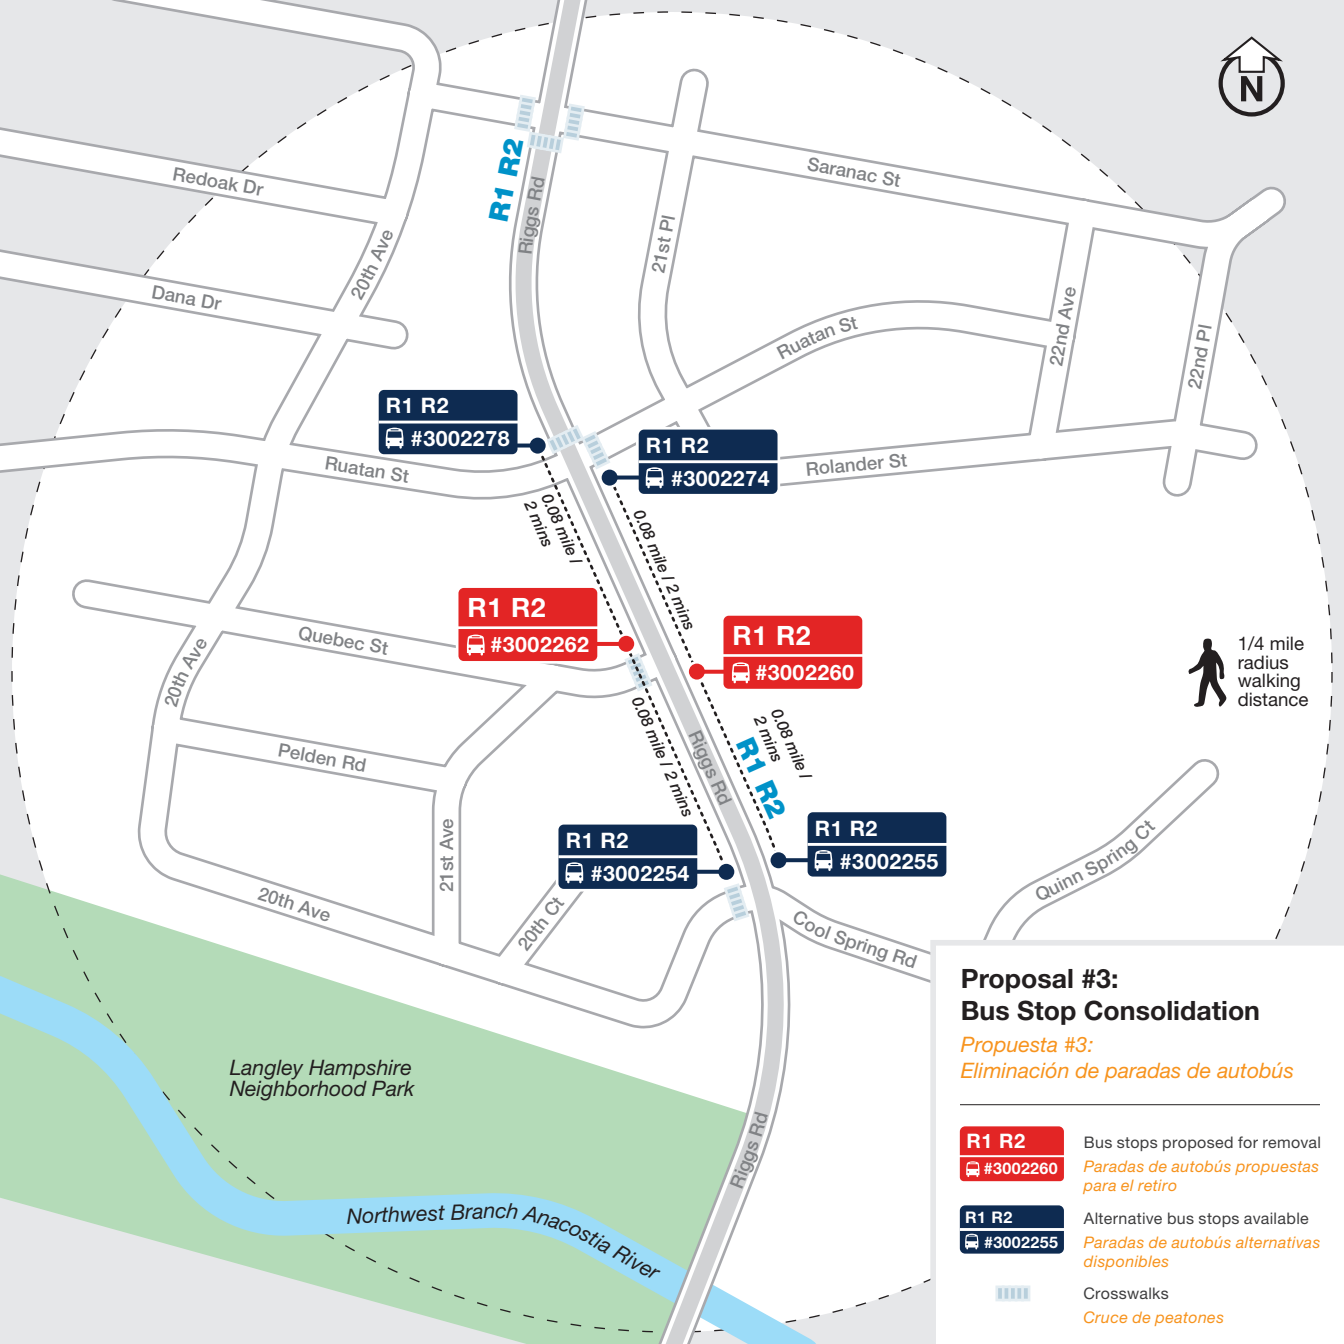 N
R1 R2
Riggs Rd
Saranac St
Redoak Dr
20th Ave
21st Pl
Dana Dr
Ruatan St
22nd Ave
22nd Pl
R1 R2
#3002278
R1 R2
#3002274
Rolander St
Ruatan St
0.08 mile /
2 mins
0.08 mile / 2 mins
R1 R2
#3002262
R1 R2
#3002260
Quebec St
20th Ave
1/4 mile
radius
walking
distance
0.08 mile / 2 mins
0.08 mile /
2 mins
R1 R2
Riggs Rd
Pelden Rd
21st Ave
R1 R2
#3002254
R1 R2
#3002255
Quinn Spring Ct
20th Ave
20th Ct
Cool Spring Rd
Langley Hampshire
Neighborhood Park
Riggs Rd
Northwest Branch Anacostia River
Proposal #3:
Bus Stop Consolidation
Propuesta #3:
Eliminación de paradas de autobús
R1 R2
#3002260
Bus stops proposed for removal
Paradas de autobús propuestas
para el retiro
R1 R2
#3002255
Alternative bus stops available
Paradas de autobús alternativas
disponibles
Crosswalks
Cruce de peatones